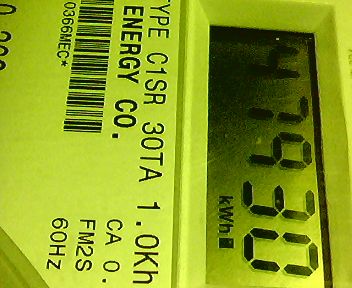 47930
kWh
TYPE C1SR 30TA 1.0Kh
ENERGY CO.
CA 0.
FM2S
60HZ
0366MEC*